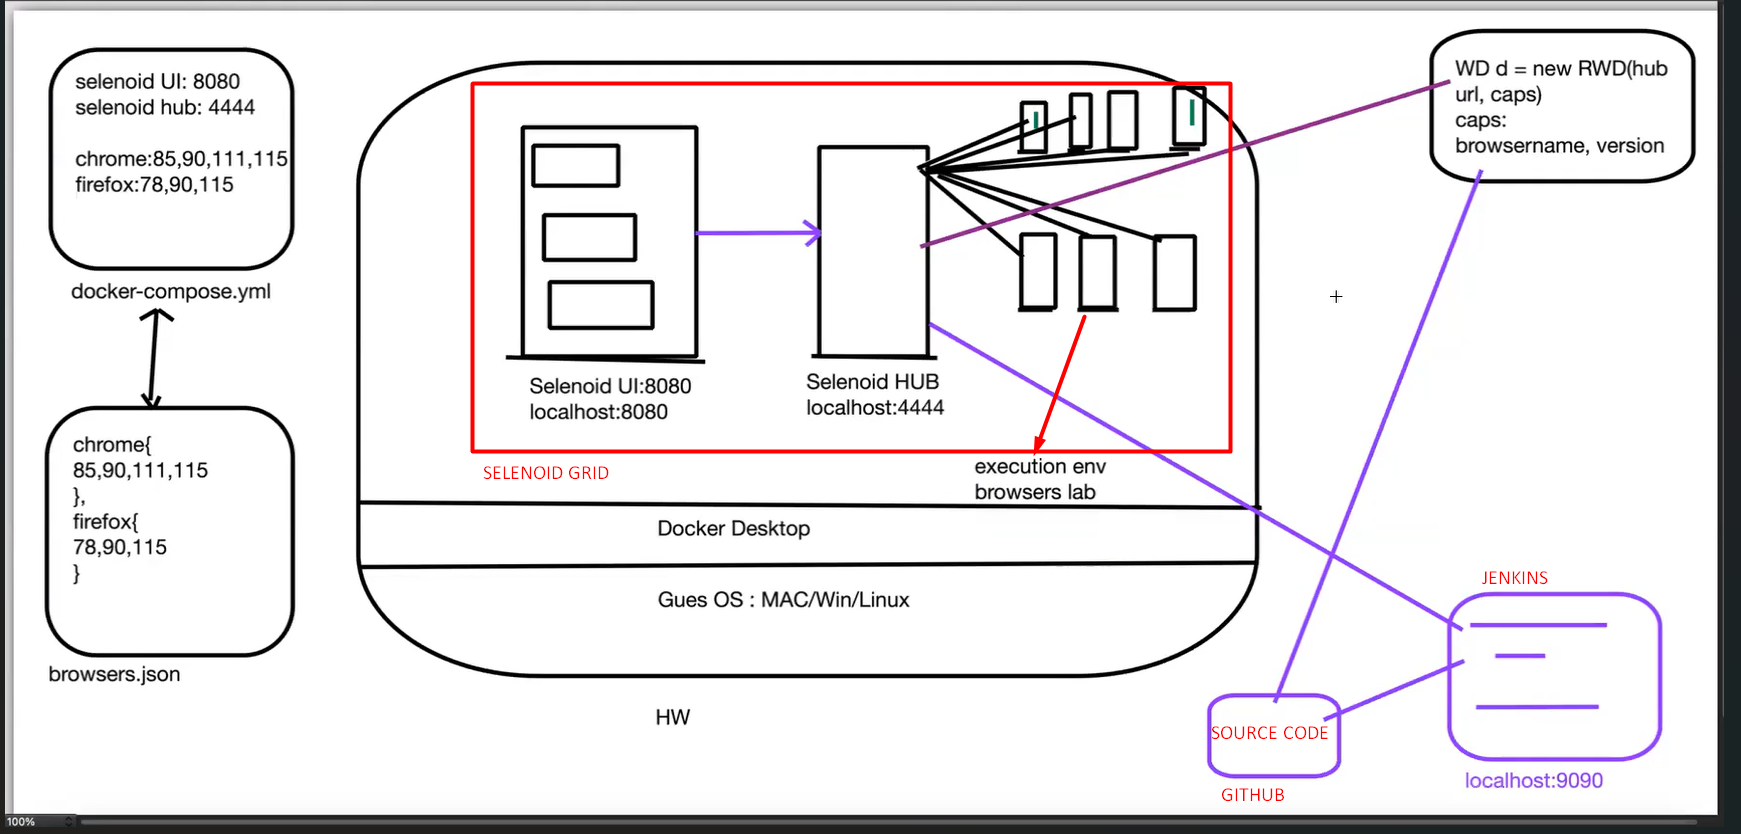 selenoid UI: 8080
selenoid hub: 4444
chrome:85,90,111,115
firefox:78,90,115
docker-compose.yml
chrome{
85,90,111,115
},
firefox{
78,90,115
}
browsers.json
Selenoid UI:8080
localhost:8080
Selenoid HUB
localhost:4444
SELENOID GRID
execution env
browsers lab
Docker Desktop
Gues OS : MAC/Win/Linux
HW
WD d = new RWD(hub
url, caps)
caps:
browsername, version
JENKINS
localhost:9090
SOURCE CODE
GITHUB
100%